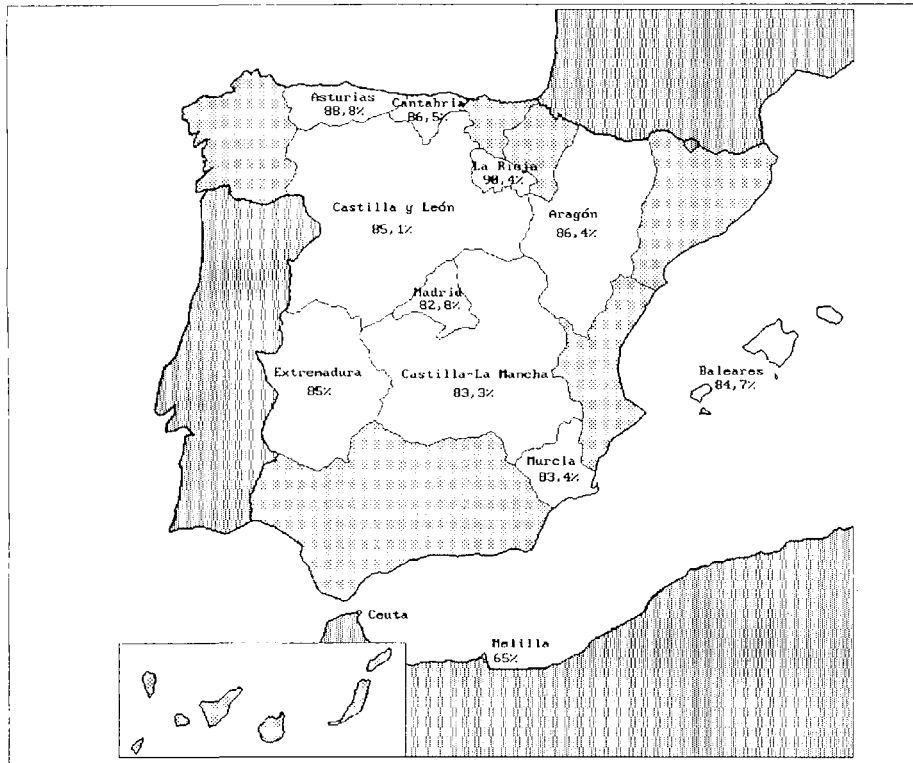 Asturias
88,8%
Cantabria
86,5%
La Rioja
90,4%
Castilla y León
85,1%
Aragón
86,4%
Madrid
82,8%
Extremadura
85%
Castilla-La Mancha
83,3%
Baleares
84,7%
Murcia
83,4%
Ceuta
Melilla
65%